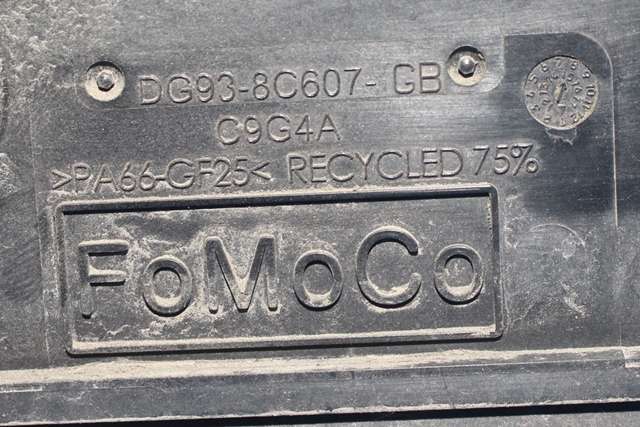 DG93-8C607- GB
C9G4A
>PA66-GF25< RECYCLED 75%
FoMoCo